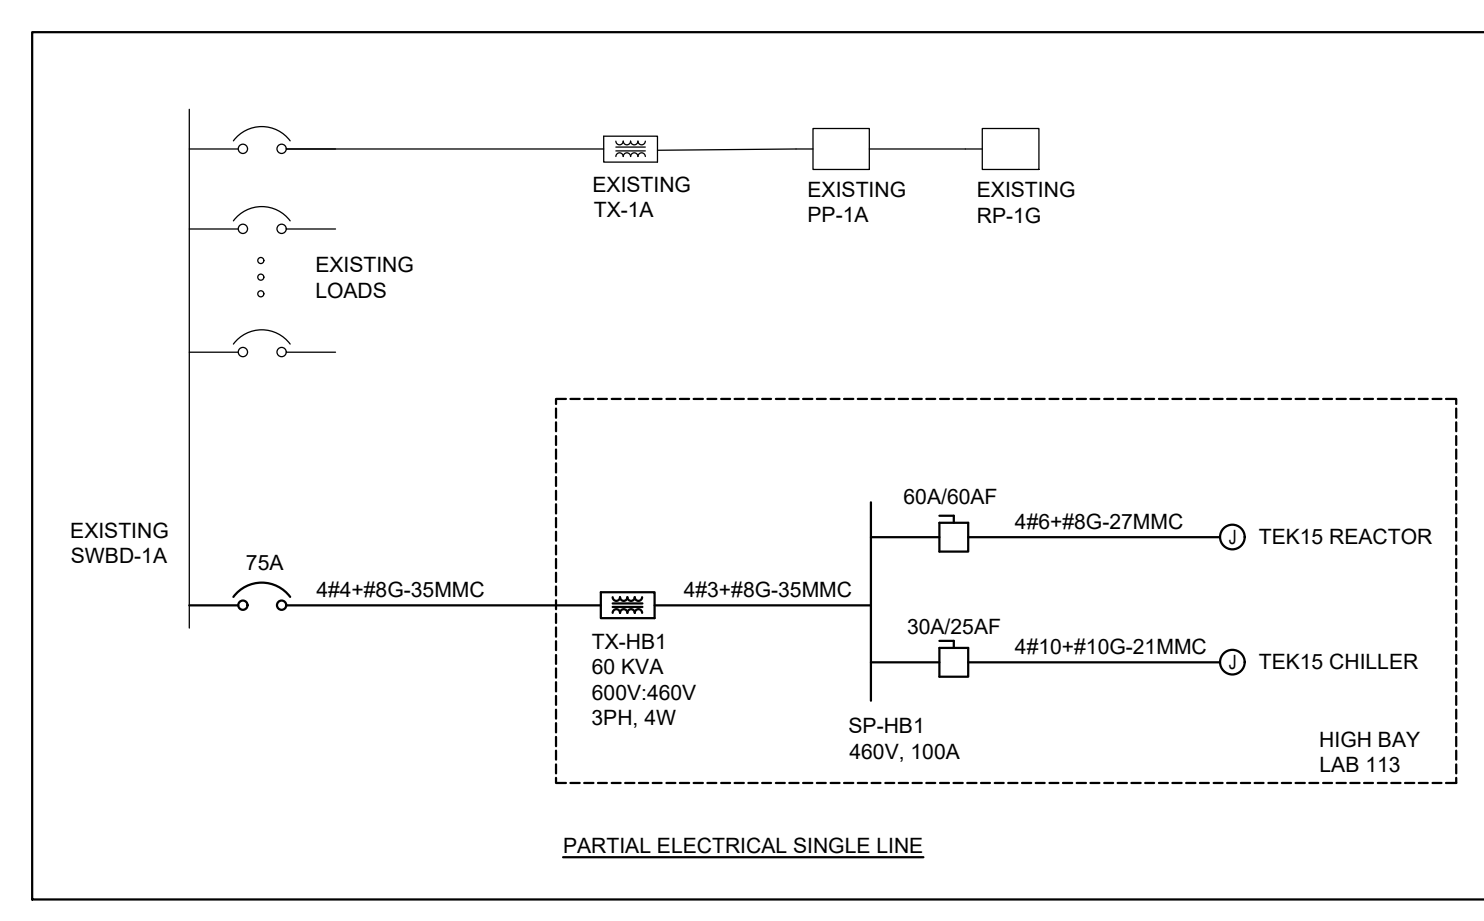 EXISTING
TX-1A
EXISTING
PP-1A
EXISTING
RP-1G
EXISTING
LOADS
EXISTING
SWBD-1A
75A
4#4+#8G-35MMC
TX-HB1
60 KVA
600V:460V
3PH, 4W
4#3+#8G-35MMC
SP-HB1
460V, 100A
60A/60AF
4#6+#8G-27MMC
J
TEK15 REACTOR
30A/25AF
4#10+#10G-21MMC
J
TEK15 CHILLER
HIGH BAY
LAB 113
PARTIAL ELECTRICAL SINGLE LINE